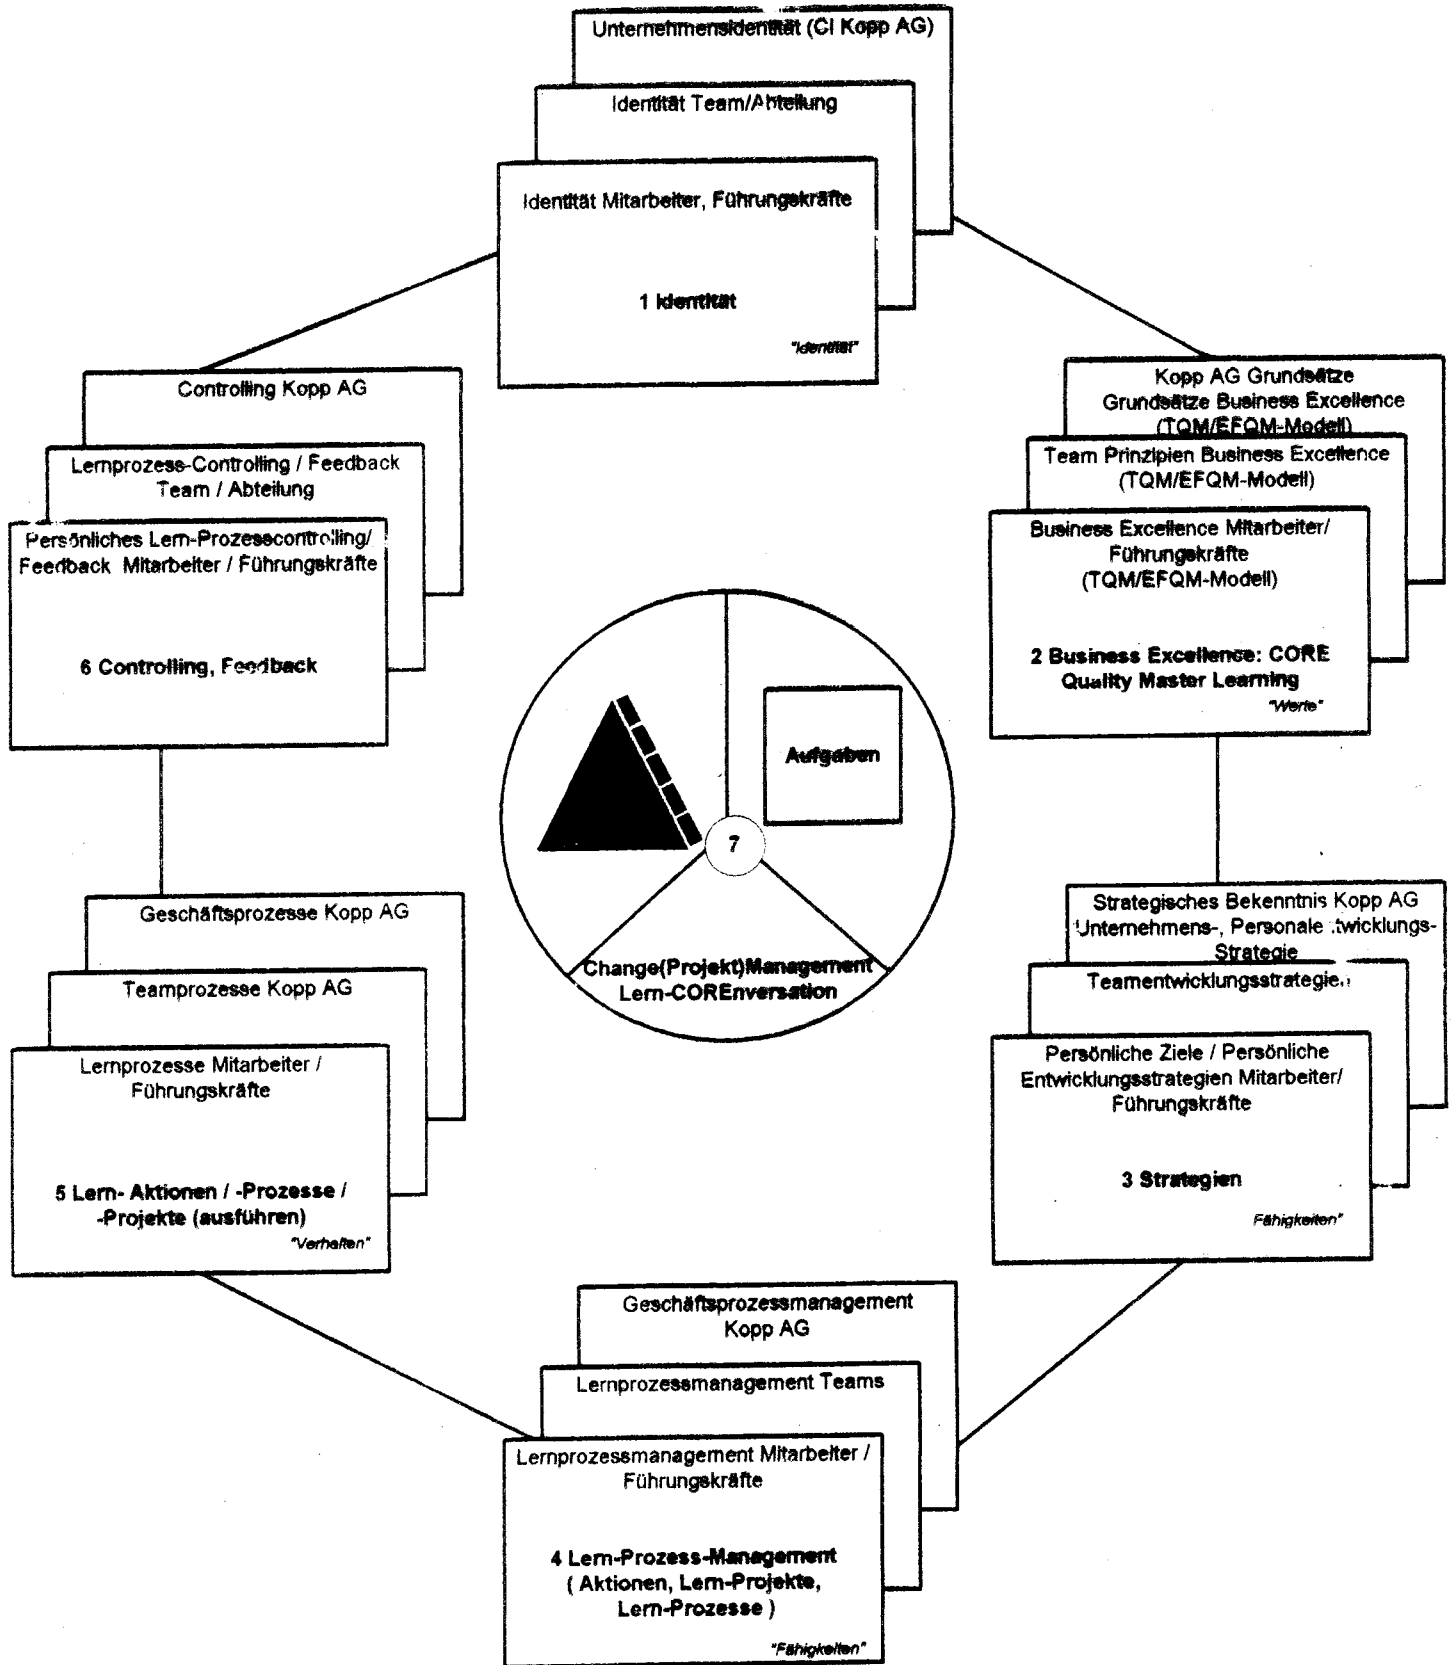 Unternehmensidentität (CI Kopp AG)
Identität Team/Abteilung
Identität Mitarbeiter, Führungskräfte
1 Identität
"Identität"
Kopp AG Grundsätze
Grundsätze Business Excellence
(TQM/EFQM-Modell)
Team Prinzipien Business Excellence
(TQM/EFQM-Modell)
Business Excellence Mitarbeiter/
Führungskräfte
(TQM/EFQM-Modell)
2 Business Excellence: CORE
Quality Master Learning
"Werte"
Strategisches Bekenntnis Kopp AG
Unternehmens-, Strategie
Teamentwicklungsstrategien
Persönliche Ziele / Persönliche
Entwicklungsstrategien Mitarbeiter/
Führungskräfte
3 Strategien
Fähigkeiten"
Geschäftsprozessmanagement
Kopp AG
Lernprozessmanagement Teams
Lernprozessmanagement Mitarbeiter /
Führungskräfte
4 Lern-Prozess-Management
( Aktionen, Lern-Projekte,
Lern-Prozesse )
"Fähigkeiten"
Geschäftsprozesse Kopp AG
Teamprozesse Kopp AG
Lernprozesse Mitarbeiter /
Führungskräfte
5 Lern- Aktionen / -Prozesse /
-Projekte (ausführen)
"Verhalten"
Controlling Kopp AG
Lernprozess-Controlling / Feedback
Team / Abteilung
Persönliches Lern-Prozesscontrolling/
Feedback Mitarbeiter / Führungskräfte
6 Controlling, Feedback
Aufgaben
7
Change(Projekt)Management
Lern-COREnversation